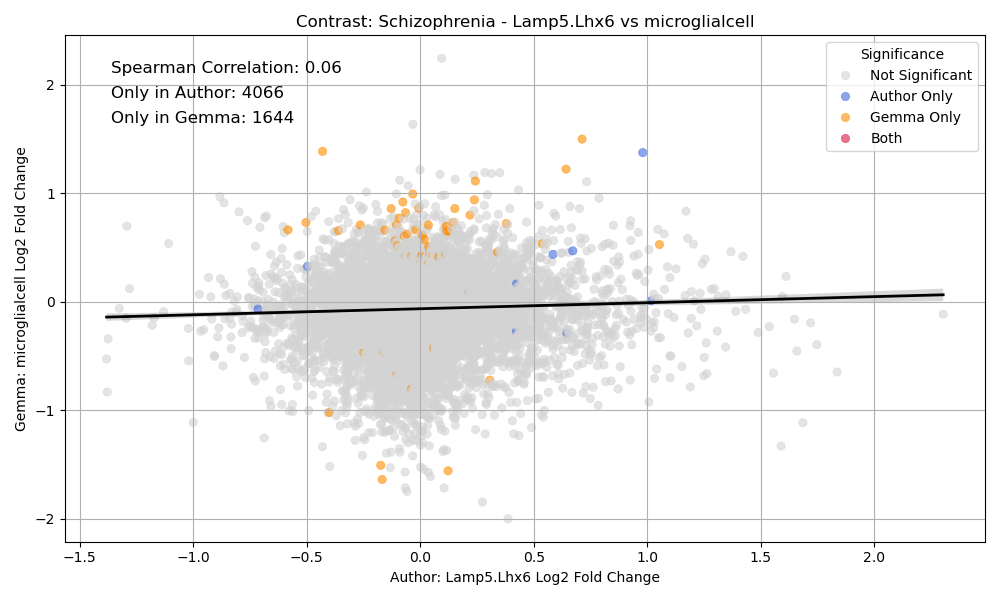 Contrast: Schizophrenia - Lamp5.Lhx6 vs microglialcell
Spearman Correlation: 0.06
Only in Author: 4066
Only in Gemma: 1644
Significance
Not Significant
Author Only
Gemma Only
Both
Gemma: microglialcell Log2 Fold Change
2
1
0
−1
−2
−1.5
−1.0
−0.5
0.0
0.5
1.0
1.5
2.0
Author: Lamp5.Lhx6 Log2 Fold Change